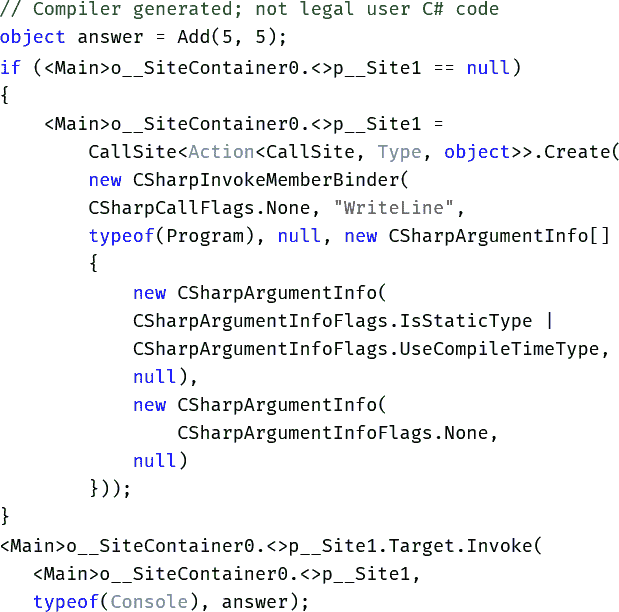 // Compiler generated; not legal user C# code
object answer = Add(5, 5);
if (<Main>o__SiteContainer0.<>p__Site1 == null)
{
    <Main>o__SiteContainer0.<>p__Site1 =
        CallSite<Action<CallSite, Type, object>>.Create(
        new CSharpInvokeMemberBinder(
        CSharpCallFlags.None, "WriteLine",
        typeof(Program), null, new CSharpArgumentInfo[]
        {
            new CSharpArgumentInfo(
            CSharpArgumentInfoFlags.IsStaticType |
            CSharpArgumentInfoFlags.UseCompileTimeType,
            null),
            new CSharpArgumentInfo(
                CSharpArgumentInfoFlags.None,
            null)
        }));
}
<Main>o__SiteContainer0.<>p__Site1.Target.Invoke(
   <Main>o__SiteContainer0.<>p__Site1,
   typeof(Console), answer);